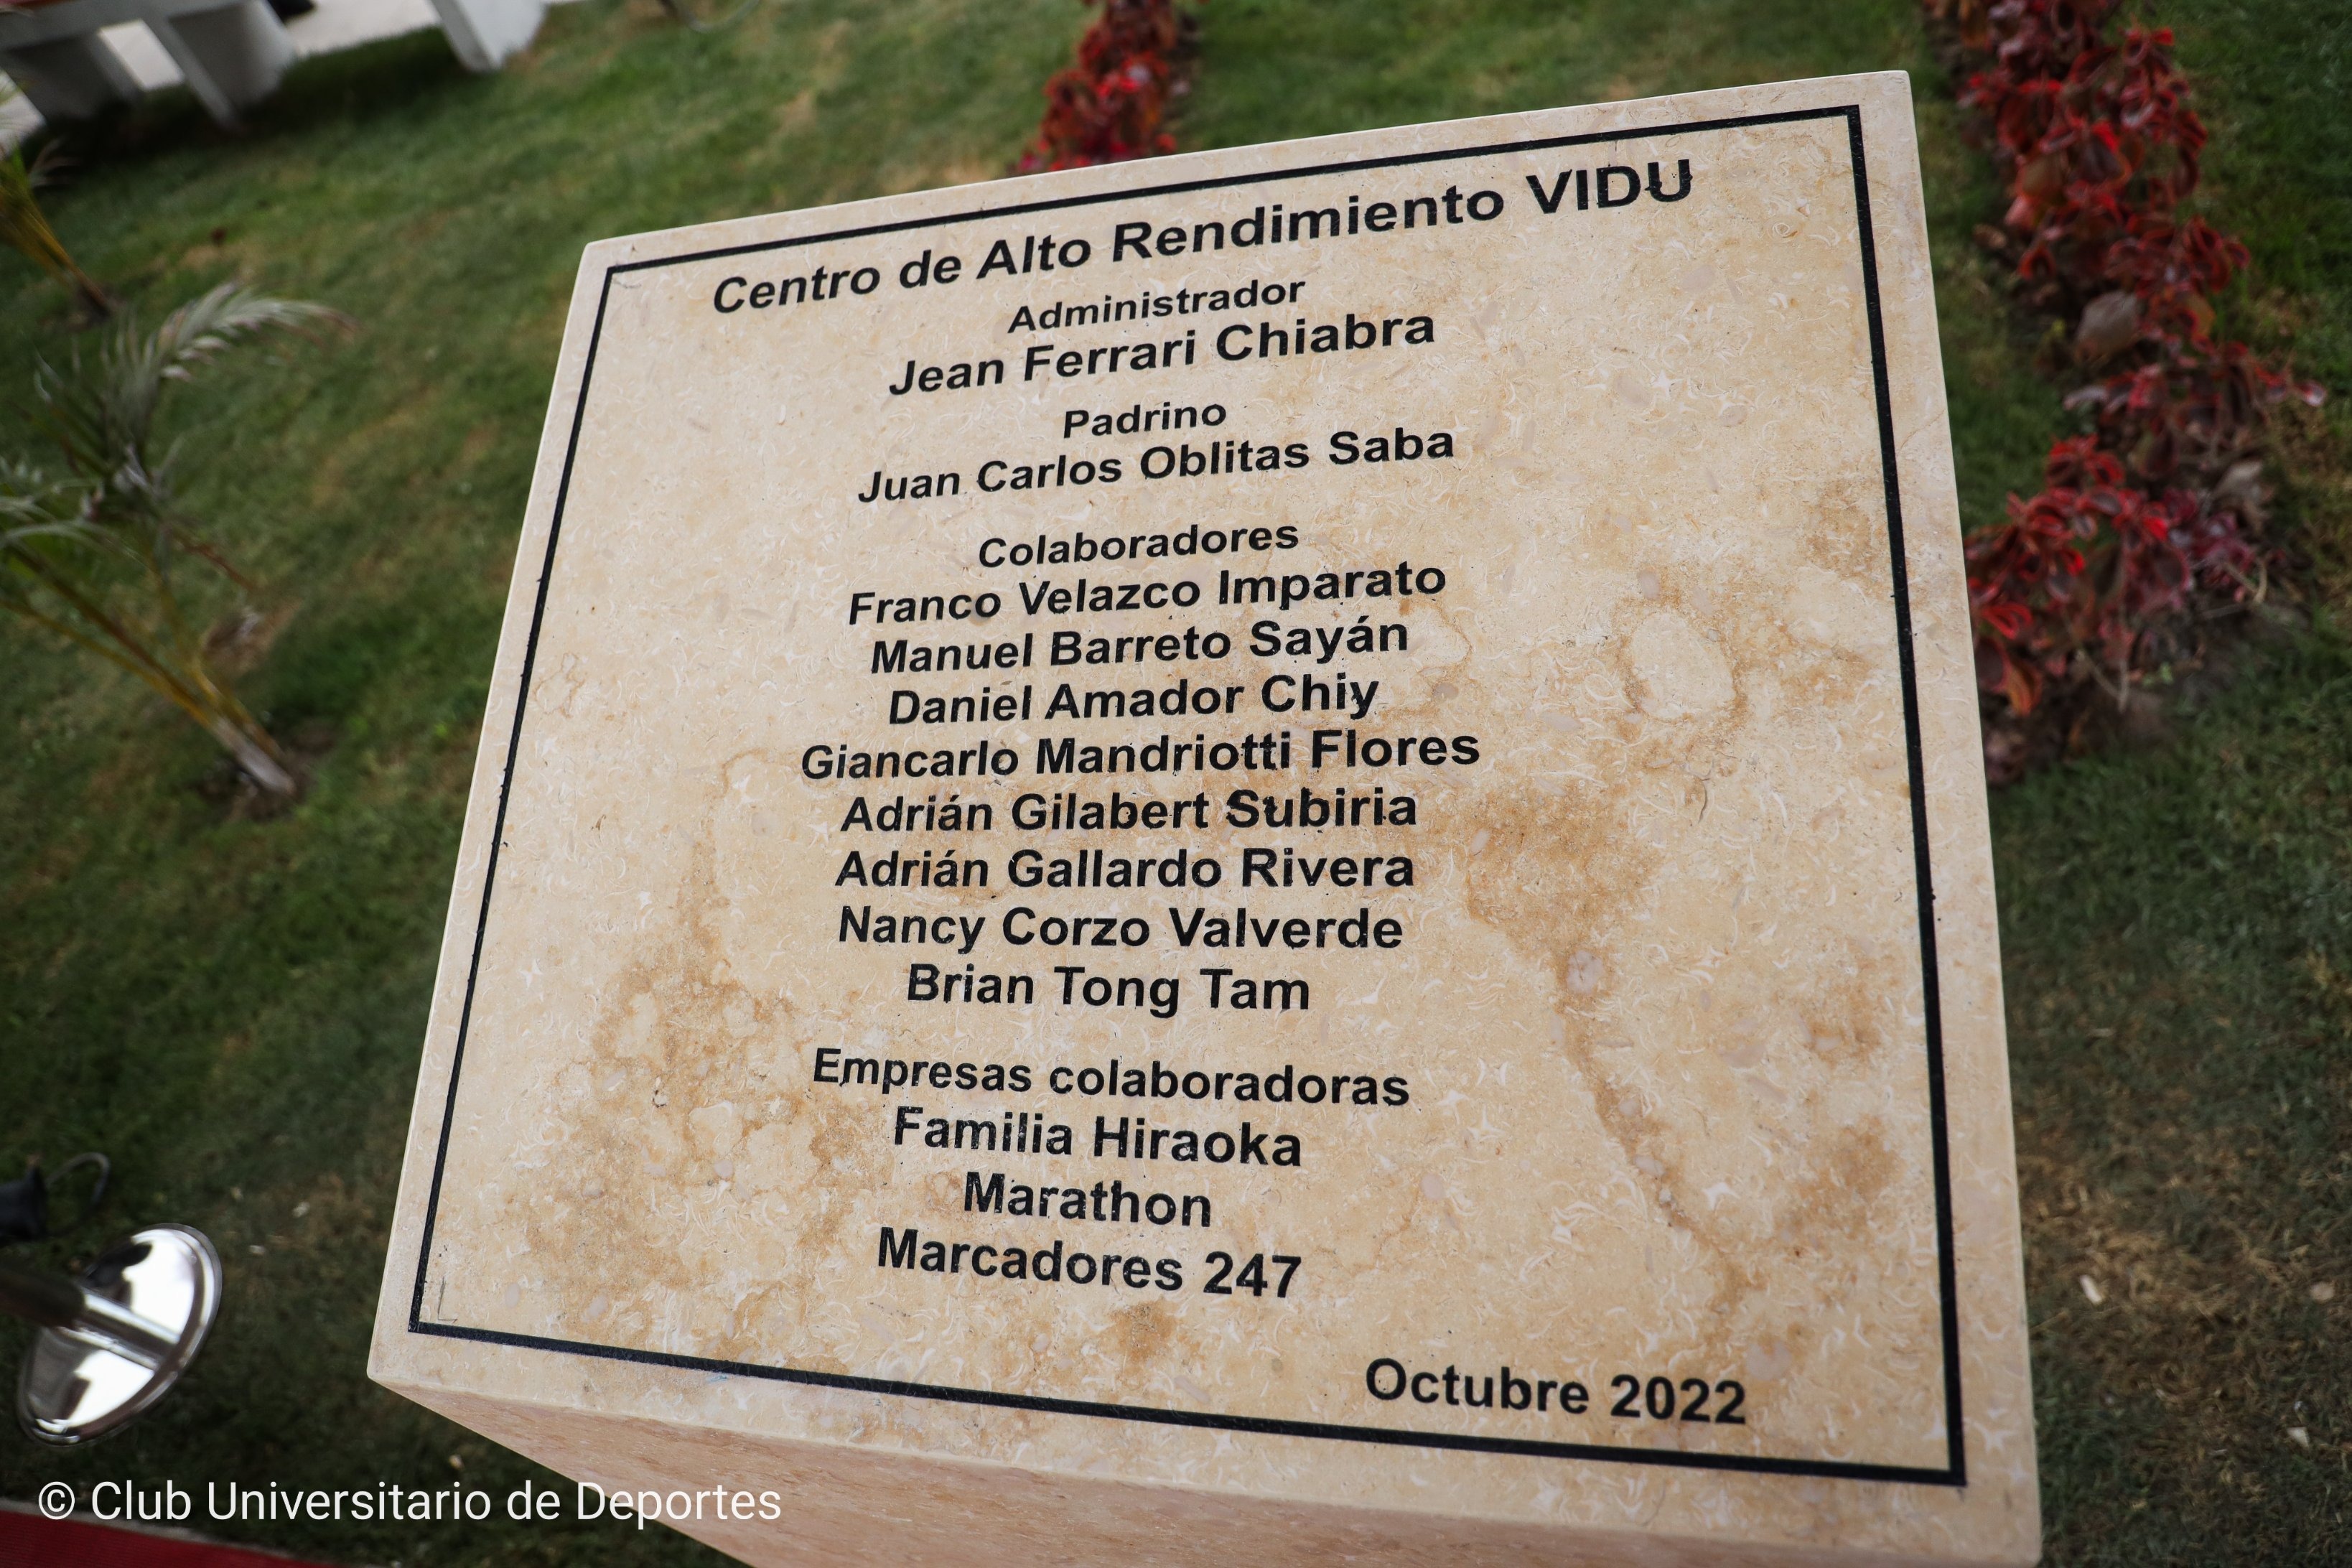 Centro de Alto Rendimiento VIDU
Administrador
Jean Ferrari Chiabra
Padrino
Juan Carlos Oblitas Saba
Colaboradores
Franco Velazco Imparato
Manuel Barreto Sayán
Daniel Amador Chiy
Giancarlo Mandriotti Flores
Adrián Gilabert Subiria
Adrián Gallardo Rivera
Nancy Corzo Valverde
Brian Tong Tam
Empresas colaboradoras
Familia Hiraoka
Marathon
Marcadores 247
Octubre 2022
© Club Universitario de Deportes